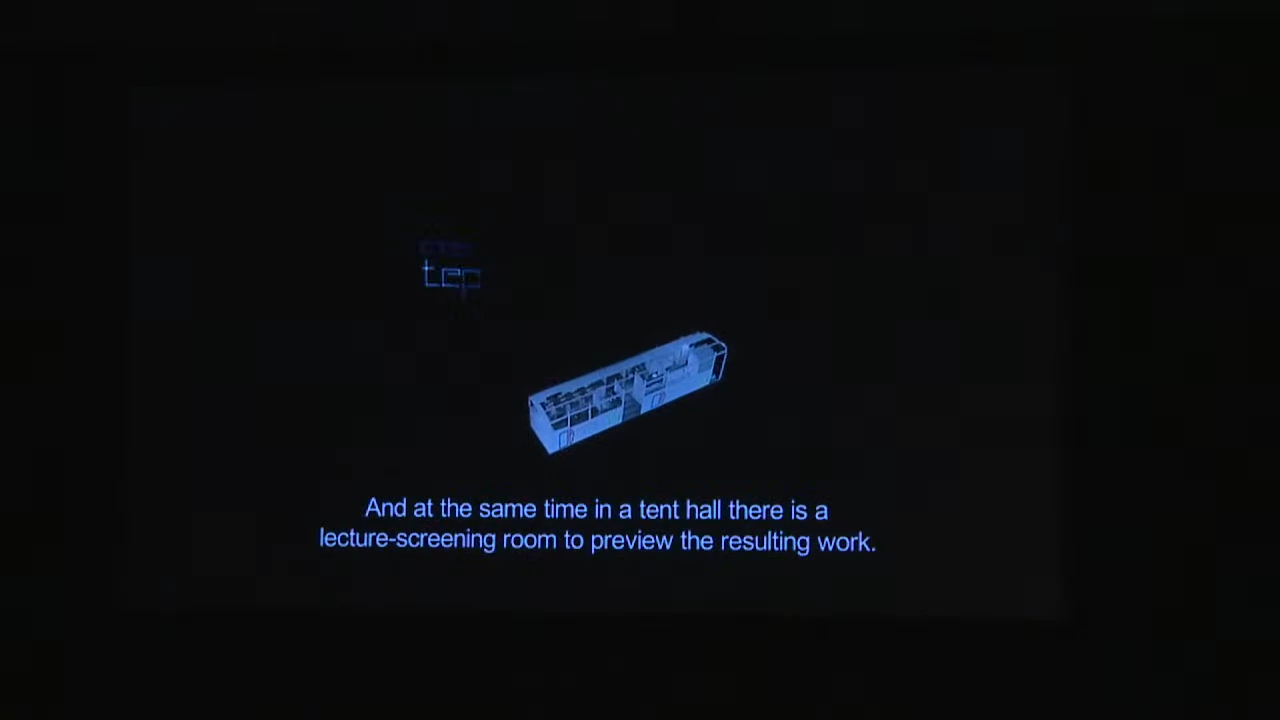 And at the same time in a tent hall there is a
lecture-screening room to preview the resulting work.